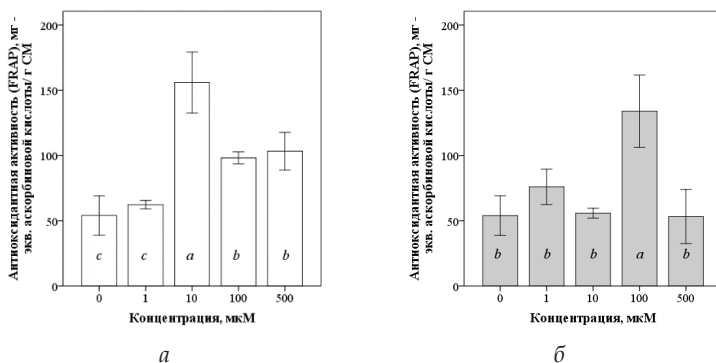 Антиоксидантная активность (FRAP), мг -
экв. аскорбиновой кислоты/ г СМ
200
150
100
50
0
c c a b b
0 1 10 100 500
Концентрация, мкМ
а
Антиоксидантная активность (FRAP), мг -
экв. аскорбиновой кислоты/ г СМ
200
150
100
50
0
b b b a b
0 1 10 100 500
Концентрация, мкМ
б